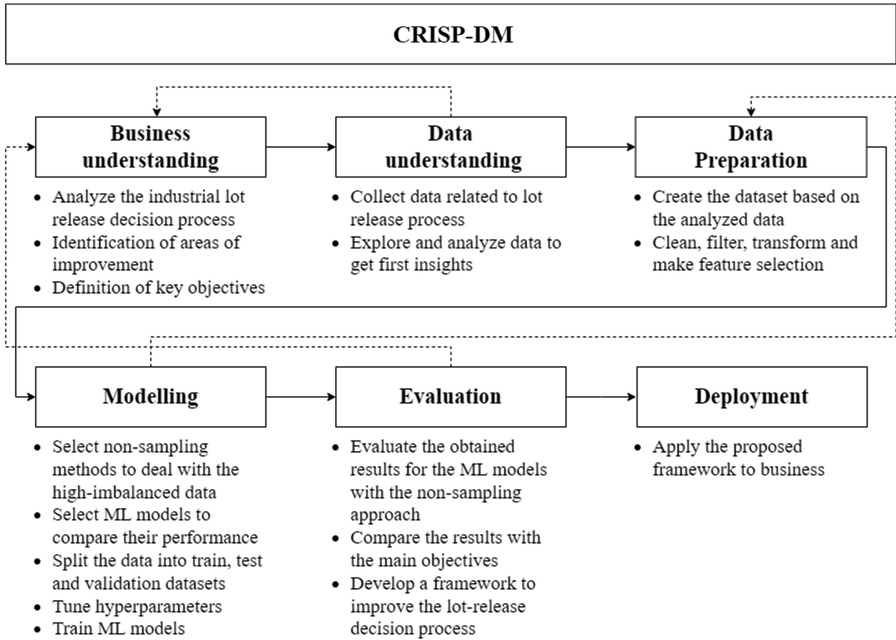 CRISP-DM
Business
understanding
• Analyze the industrial lot
release decision process
• Identification of areas of
improvement
• Definition of key objectives
Data
understanding
• Collect data related to lot
release process
• Explore and analyze data to
get first insights
Data
Preparation
• Create the dataset based on
the analyzed data
• Clean, filter, transform and
make feature selection
Modelling
• Select non-sampling
methods to deal with the
high-imbalanced data
• Select ML models to
compare their performance
• Split the data into train, test
and validation datasets
• Tune hyperparameters
• Train ML models
Evaluation
• Evaluate the obtained
results for the ML models
with the non-sampling
approach
• Compare the results with
the main objectives
• Develop a framework to
improve the lot-release
decision process
Deployment
• Apply the proposed
framework to business